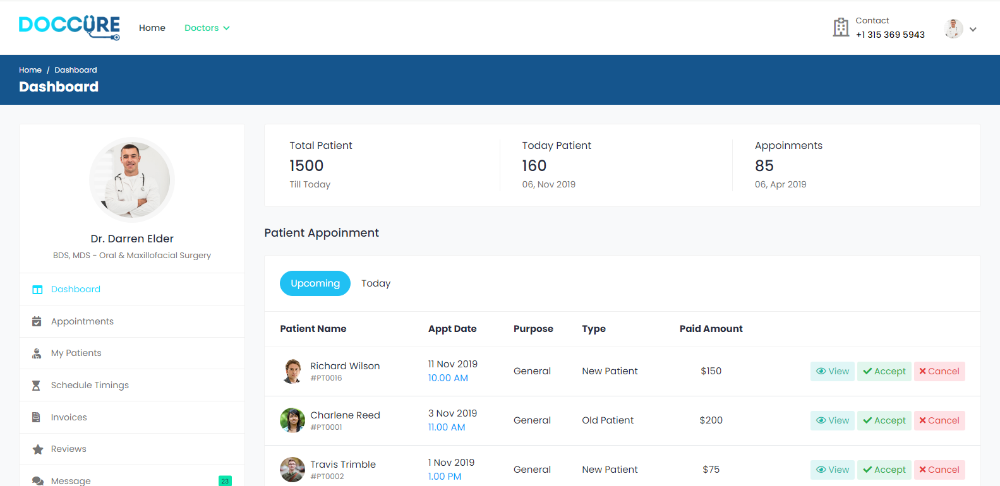 DOCCURE
Home
Doctors
Contact
+1 315 369 5943
Home / Dashboard
Dashboard
Dr. Darren Elder
BDS, MDS - Oral & Maxillofacial Surgery
Dashboard
Appointments
My Patients
Schedule Timings
Invoices
Reviews
Message 23
Total Patient
1500
Till Today
Today Patient
160
06, Nov 2019
Appoinments
85
06, Apr 2019
Patient Appoinment
Upcoming Today
Patient Name Appt Date Purpose Type Paid Amount
Richard Wilson
#PT0016
11 Nov 2019
10.00 AM
General New Patient $150 View Accept Cancel
Charlene Reed
#PT0001
3 Nov 2019
11.00 AM
General Old Patient $200 View Accept Cancel
Travis Trimble
#PT0002
1 Nov 2019
1.00 PM
General New Patient $75 View Accept Cancel